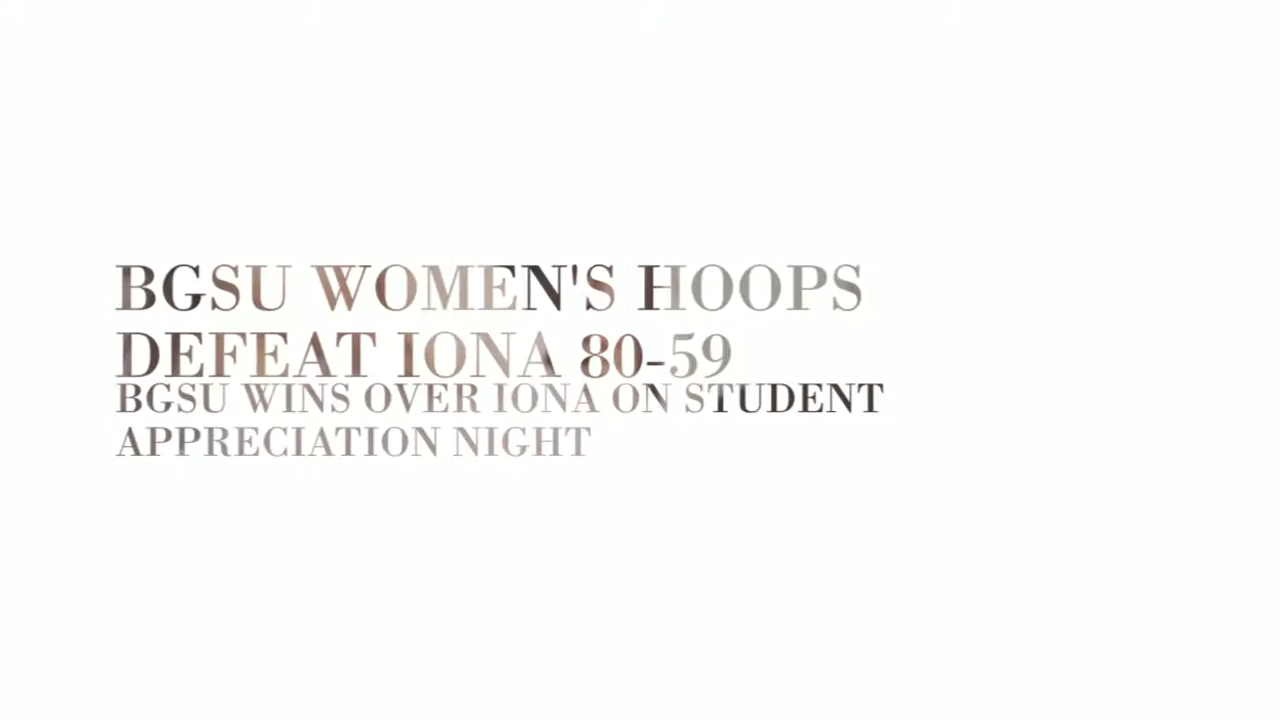 BGSU WOMEN'S HOOPS
DEFEAT IONA 80-59
BGSU WINS OVER IONA ON STUDENT
APPRECIATION NIGHT